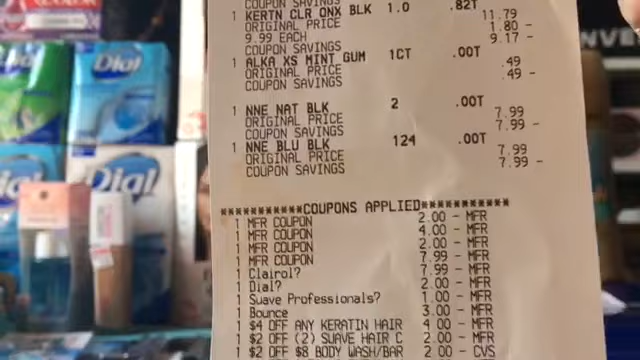 COUPON SAVINGS
1 KERTN CLR ONX BLK 1.0 .82T
ORIGINAL PRICE 11.79
9.99 EACH 1.80 -
COUPON SAVINGS 9.17 -
1 ALKA XS MINT GUM 1CT .00T
ORIGINAL PRICE .49
COUPON SAVINGS .49 -
1 NNE NAT BLK 2 .00T
ORIGINAL PRICE 7.99
COUPON SAVINGS 7.99 -
1 NNE BLU BLK 124 .00T
ORIGINAL PRICE 7.99
COUPON SAVINGS 7.99 -
***********COUPONS APPLIED***********
1 MFR COUPON 2.00 - MFR
1 MFR COUPON 4.00 - MFR
1 MFR COUPON 2.00 - MFR
1 MFR COUPON 7.99 - MFR
1 Clairol? 7.99 - MFR
1 Dial? 2.00 - MFR
1 Suave Professionals? 1.00 - MFR
1 Bounce 3.00 - MFR
1 $4 OFF ANY KERATIN HAIR 4.00 - MFR
1 $2 OFF (2) SUAVE HAIR C 2.00 - MFR
1 $2 OFF $8 BODY WASH/BAR 2.00 - CVS
Dial
Dial